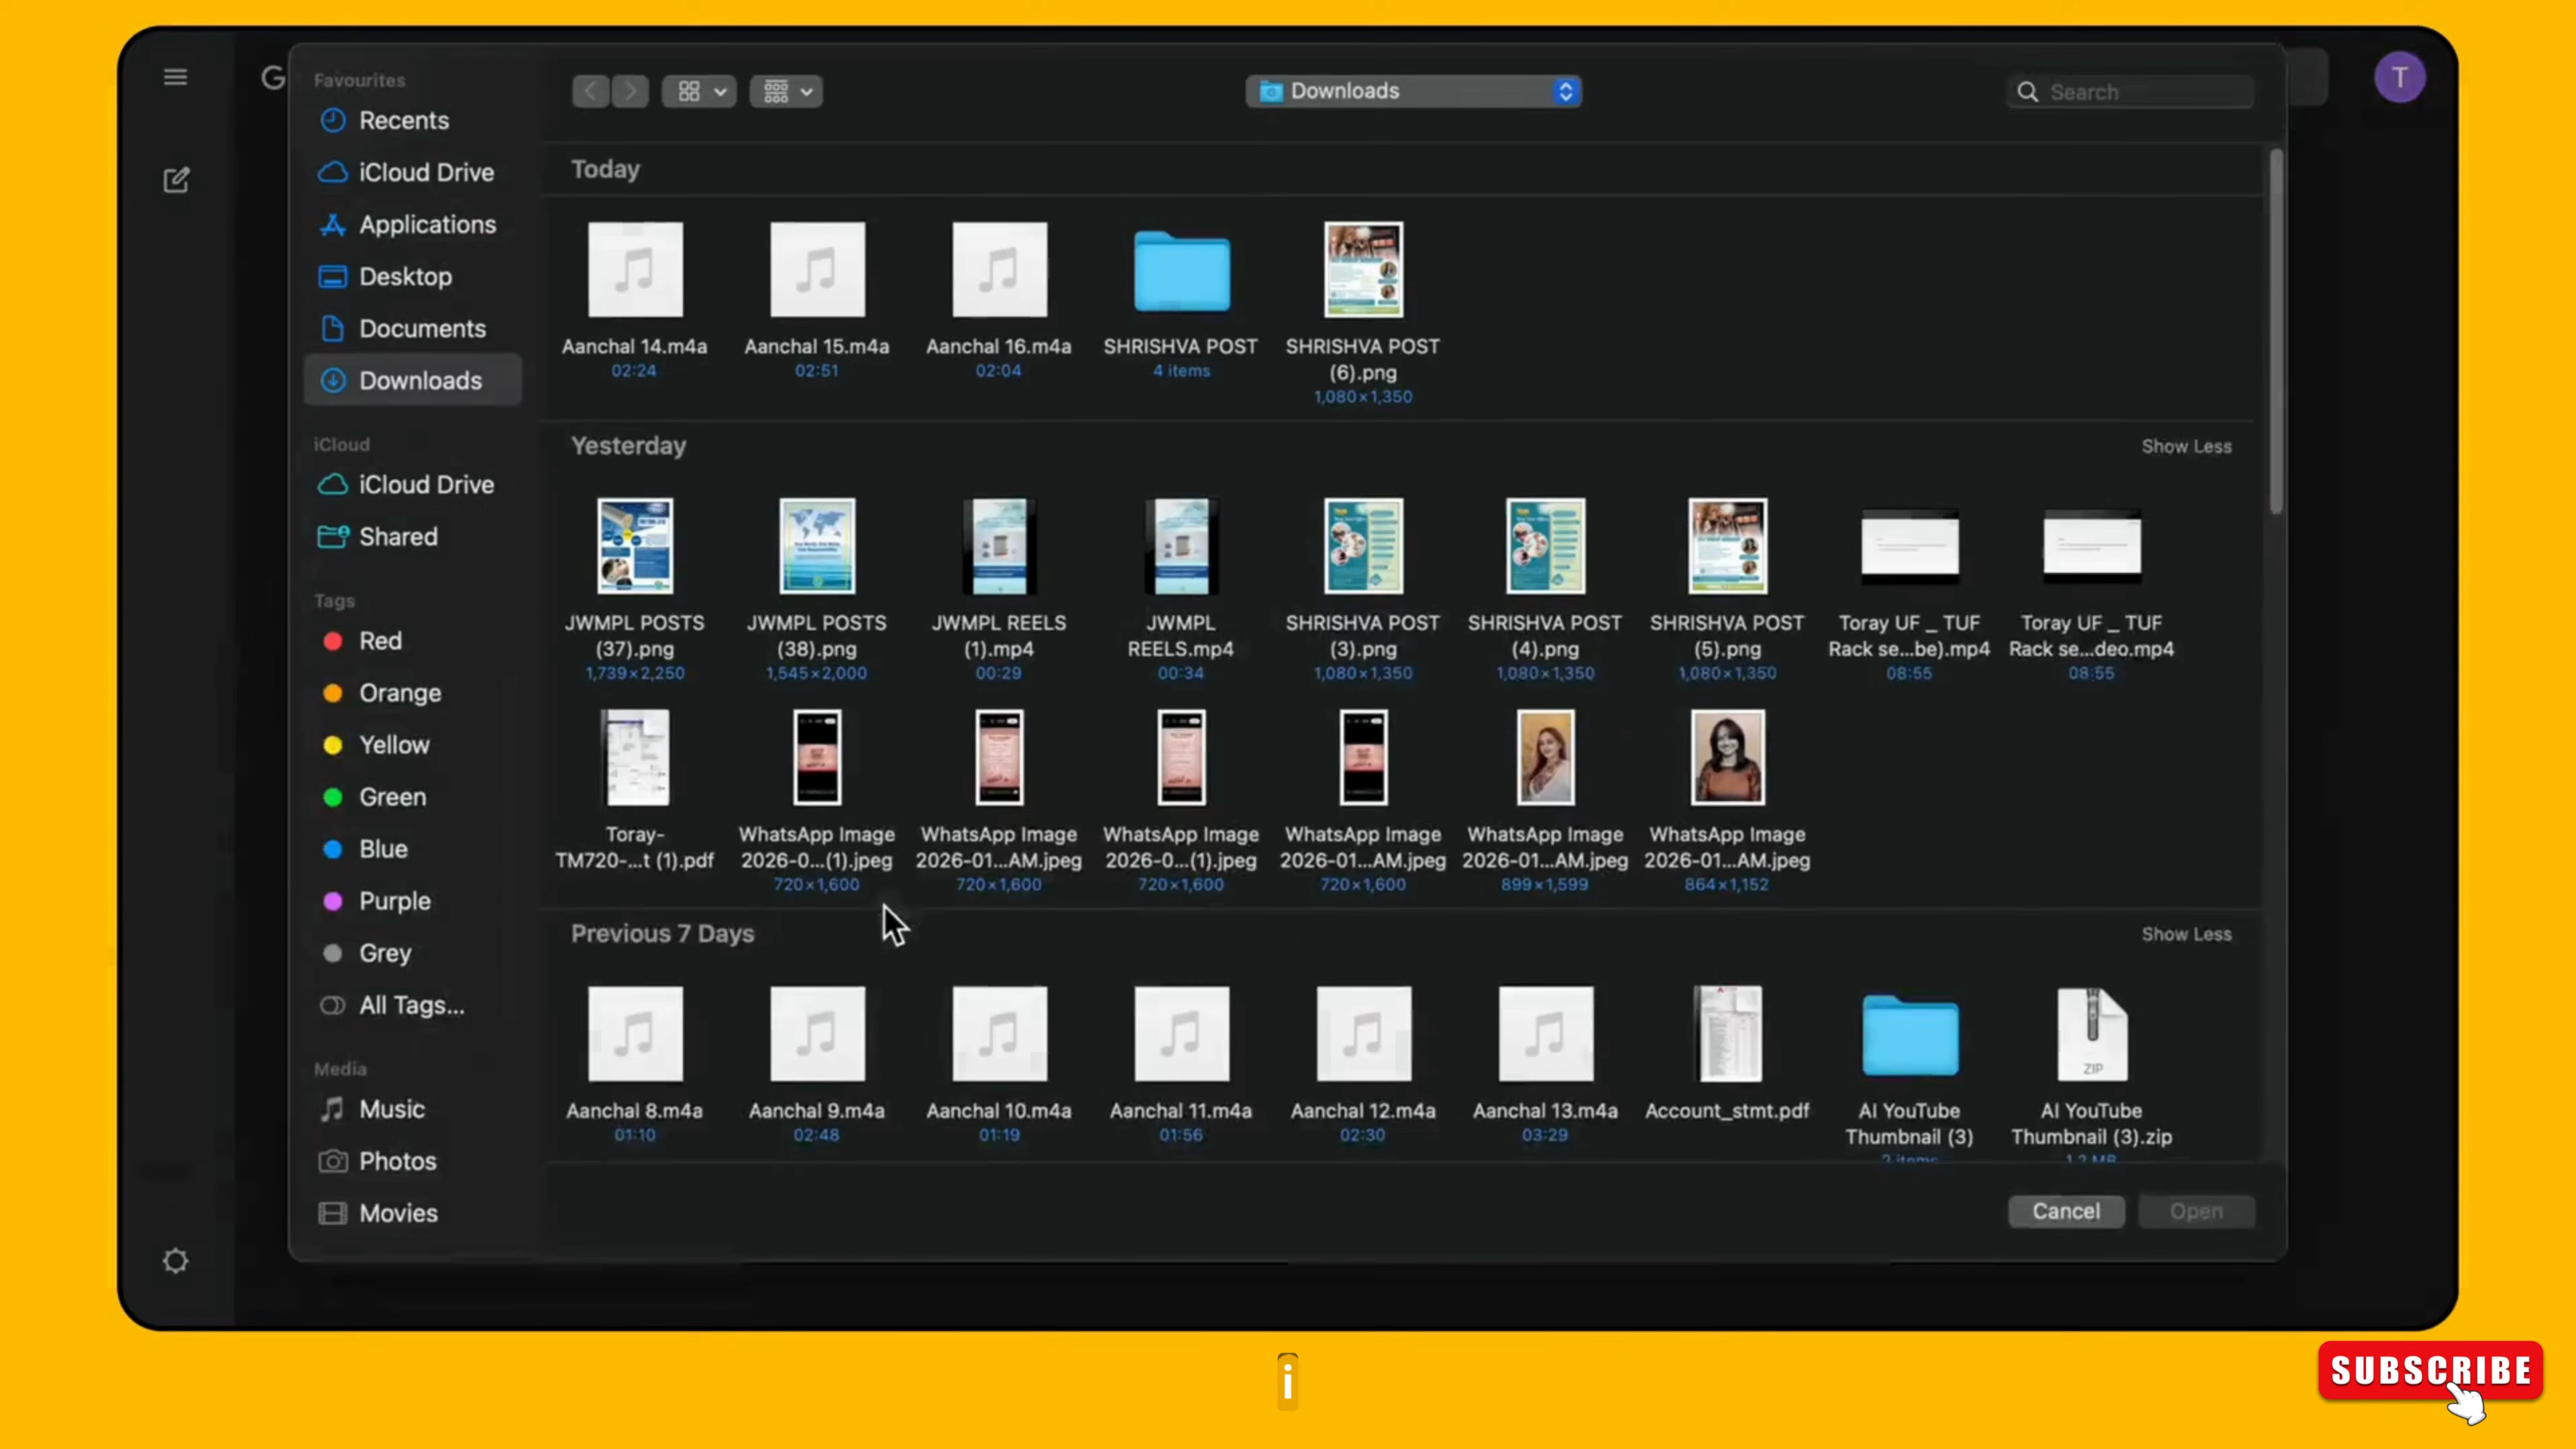 G
Favourites
Recents
iCloud Drive
Applications
Desktop
Documents
Downloads
iCloud
iCloud Drive
Shared
Tags
Red
Orange
Yellow
Green
Blue
Purple
Grey
All Tags...
Media
Music
Photos
Movies
Downloads
Search
T
Today
Aanchal 14.m4a
02:24
Aanchal 15.m4a
02:51
Aanchal 16.m4a
02:04
SHRISHVA POST
4 items
SHRISHVA POST
(6).png
1,080×1,350
Yesterday
Show Less
JWMPL POSTS
(37).png
1,739×2,250
JWMPL POSTS
(38).png
1,545×2,000
JWMPL REELS
(1).mp4
00:29
JWMPL
REELS.mp4
00:34
SHRISHVA POST
(3).png
1,080×1,350
SHRISHVA POST
(4).png
1,080×1,350
SHRISHVA POST
(5).png
1,080×1,350
Toray UF _ TUF
Rack se...be).mp4
08:55
Toray UF _ TUF
Rack se...deo.mp4
08:55
Toray-
TM720-...t (1).pdf
WhatsApp Image
2026-0...(1).jpeg
720×1,600
WhatsApp Image
2026-01...AM.jpeg
720×1,600
WhatsApp Image
2026-0...(1).jpeg
720×1,600
WhatsApp Image
2026-01...AM.jpeg
720×1,600
WhatsApp Image
2026-01...AM.jpeg
899×1,599
WhatsApp Image
2026-01...AM.jpeg
864×1,152
Previous 7 Days
Show Less
Aanchal 8.m4a
01:10
Aanchal 9.m4a
02:48
Aanchal 10.m4a
01:19
Aanchal 11.m4a
01:56
Aanchal 12.m4a
02:30
Aanchal 13.m4a
03:29
Account_stmt.pdf
AI YouTube
Thumbnail (3)
2 items
ZIP
AI YouTube
Thumbnail (3).zip
1.2 MB
Cancel
Open
i
SUBSCRIBE